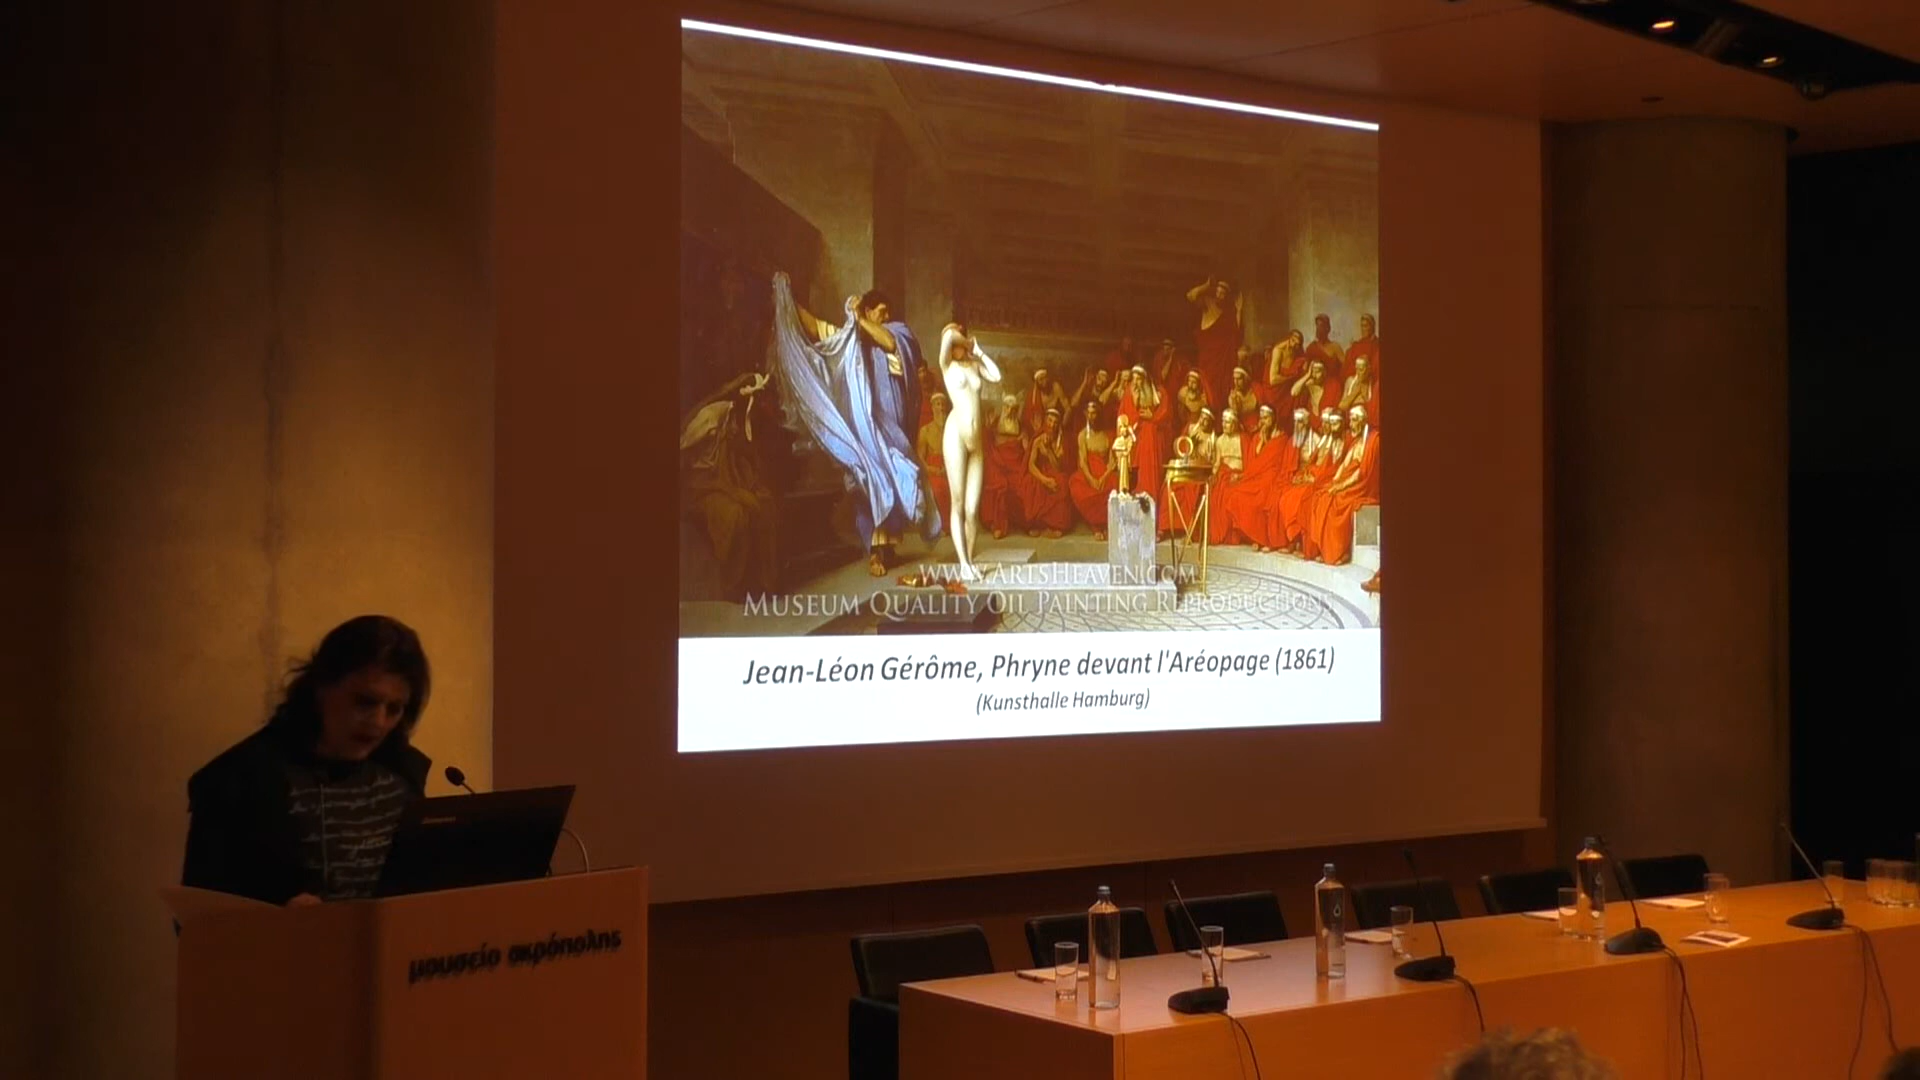 www.ArtsHeaven.com
Museum Quality Oil Painting Reproductions
Jean-Léon Gérôme, Phryne devant l'Aréopage (1861)
(Kunsthalle Hamburg)
μουσείο ακρόπολης